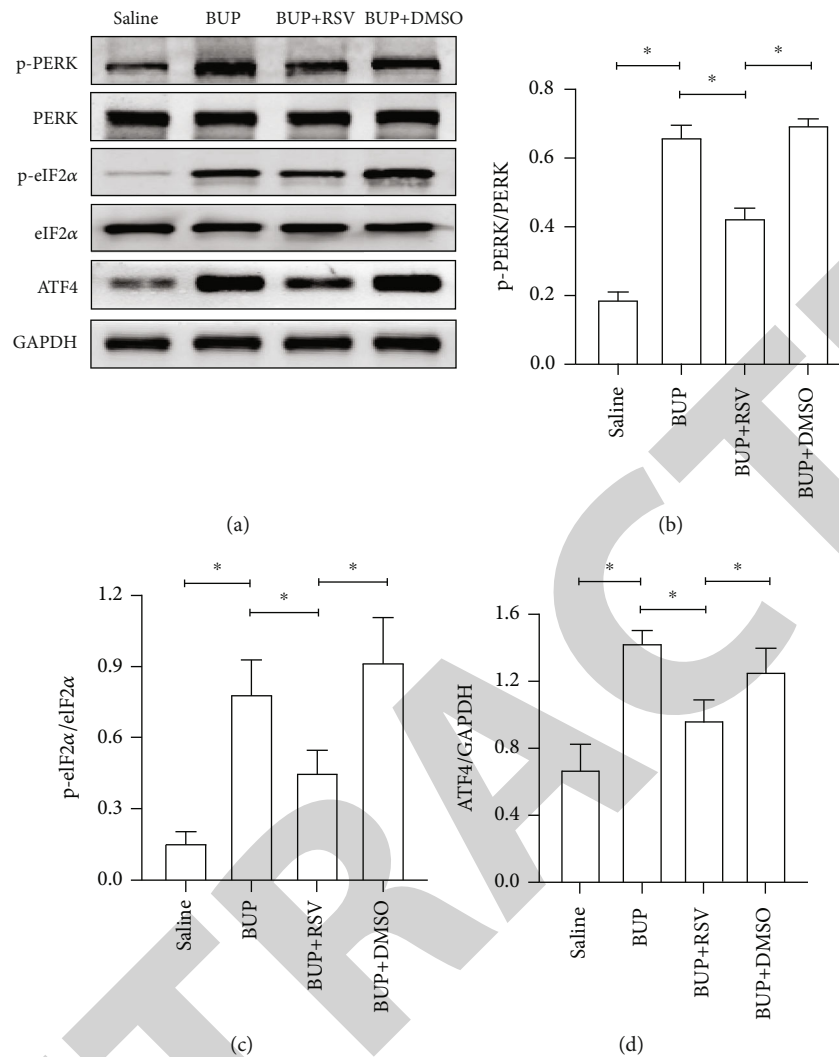 Saline BUP BUP+RSV BUP+DMSO
p-PERK
PERK
p-eIF2α
eIF2α
ATF4
GAPDH
(a)
*
*
*
0.8
0.6
0.4
0.2
0.0
p-PERK/PERK
Saline
BUP
BUP+RSV
BUP+DMSO
(b)
*
*
*
1.2
0.9
0.6
0.3
0.0
p-eIF2α/eIF2α
Saline
BUP
BUP+RSV
BUP+DMSO
(c)
*
*
*
1.6
1.2
0.8
0.4
0.0
ATF4/GAPDH
Saline
BUP
BUP+RSV
BUP+DMSO
(d)
TRACT